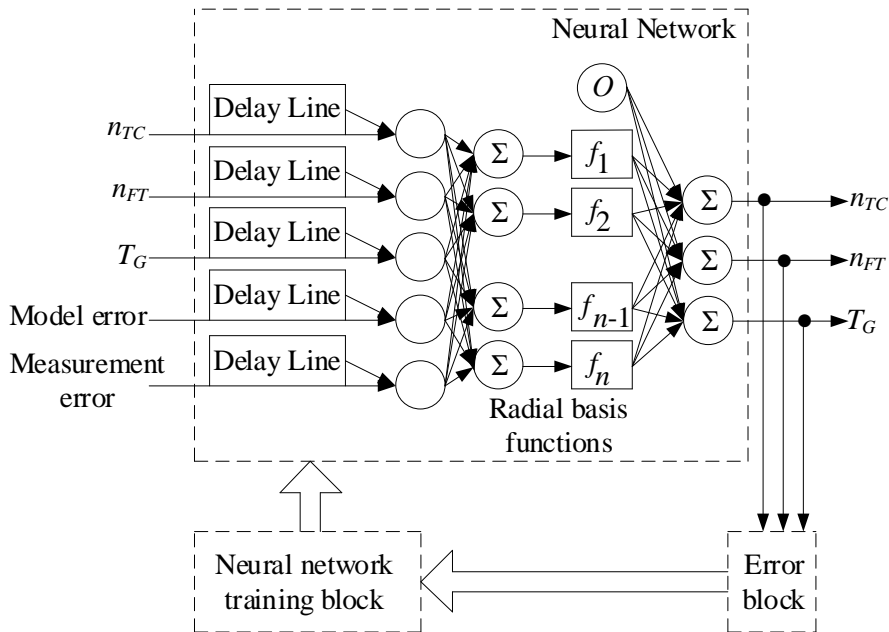 Neural Network
Delay Line
n_TC
O
Σ
f_1
Delay Line
n_FT
Σ
f_2
Σ
n_TC
Delay Line
T_G
Σ
n_FT
Delay Line
Model error
Σ
f_n-1
Σ
T_G
Delay Line
Measurement
error
Σ
f_n
Radial basis
functions
Neural network
training block
Error
block